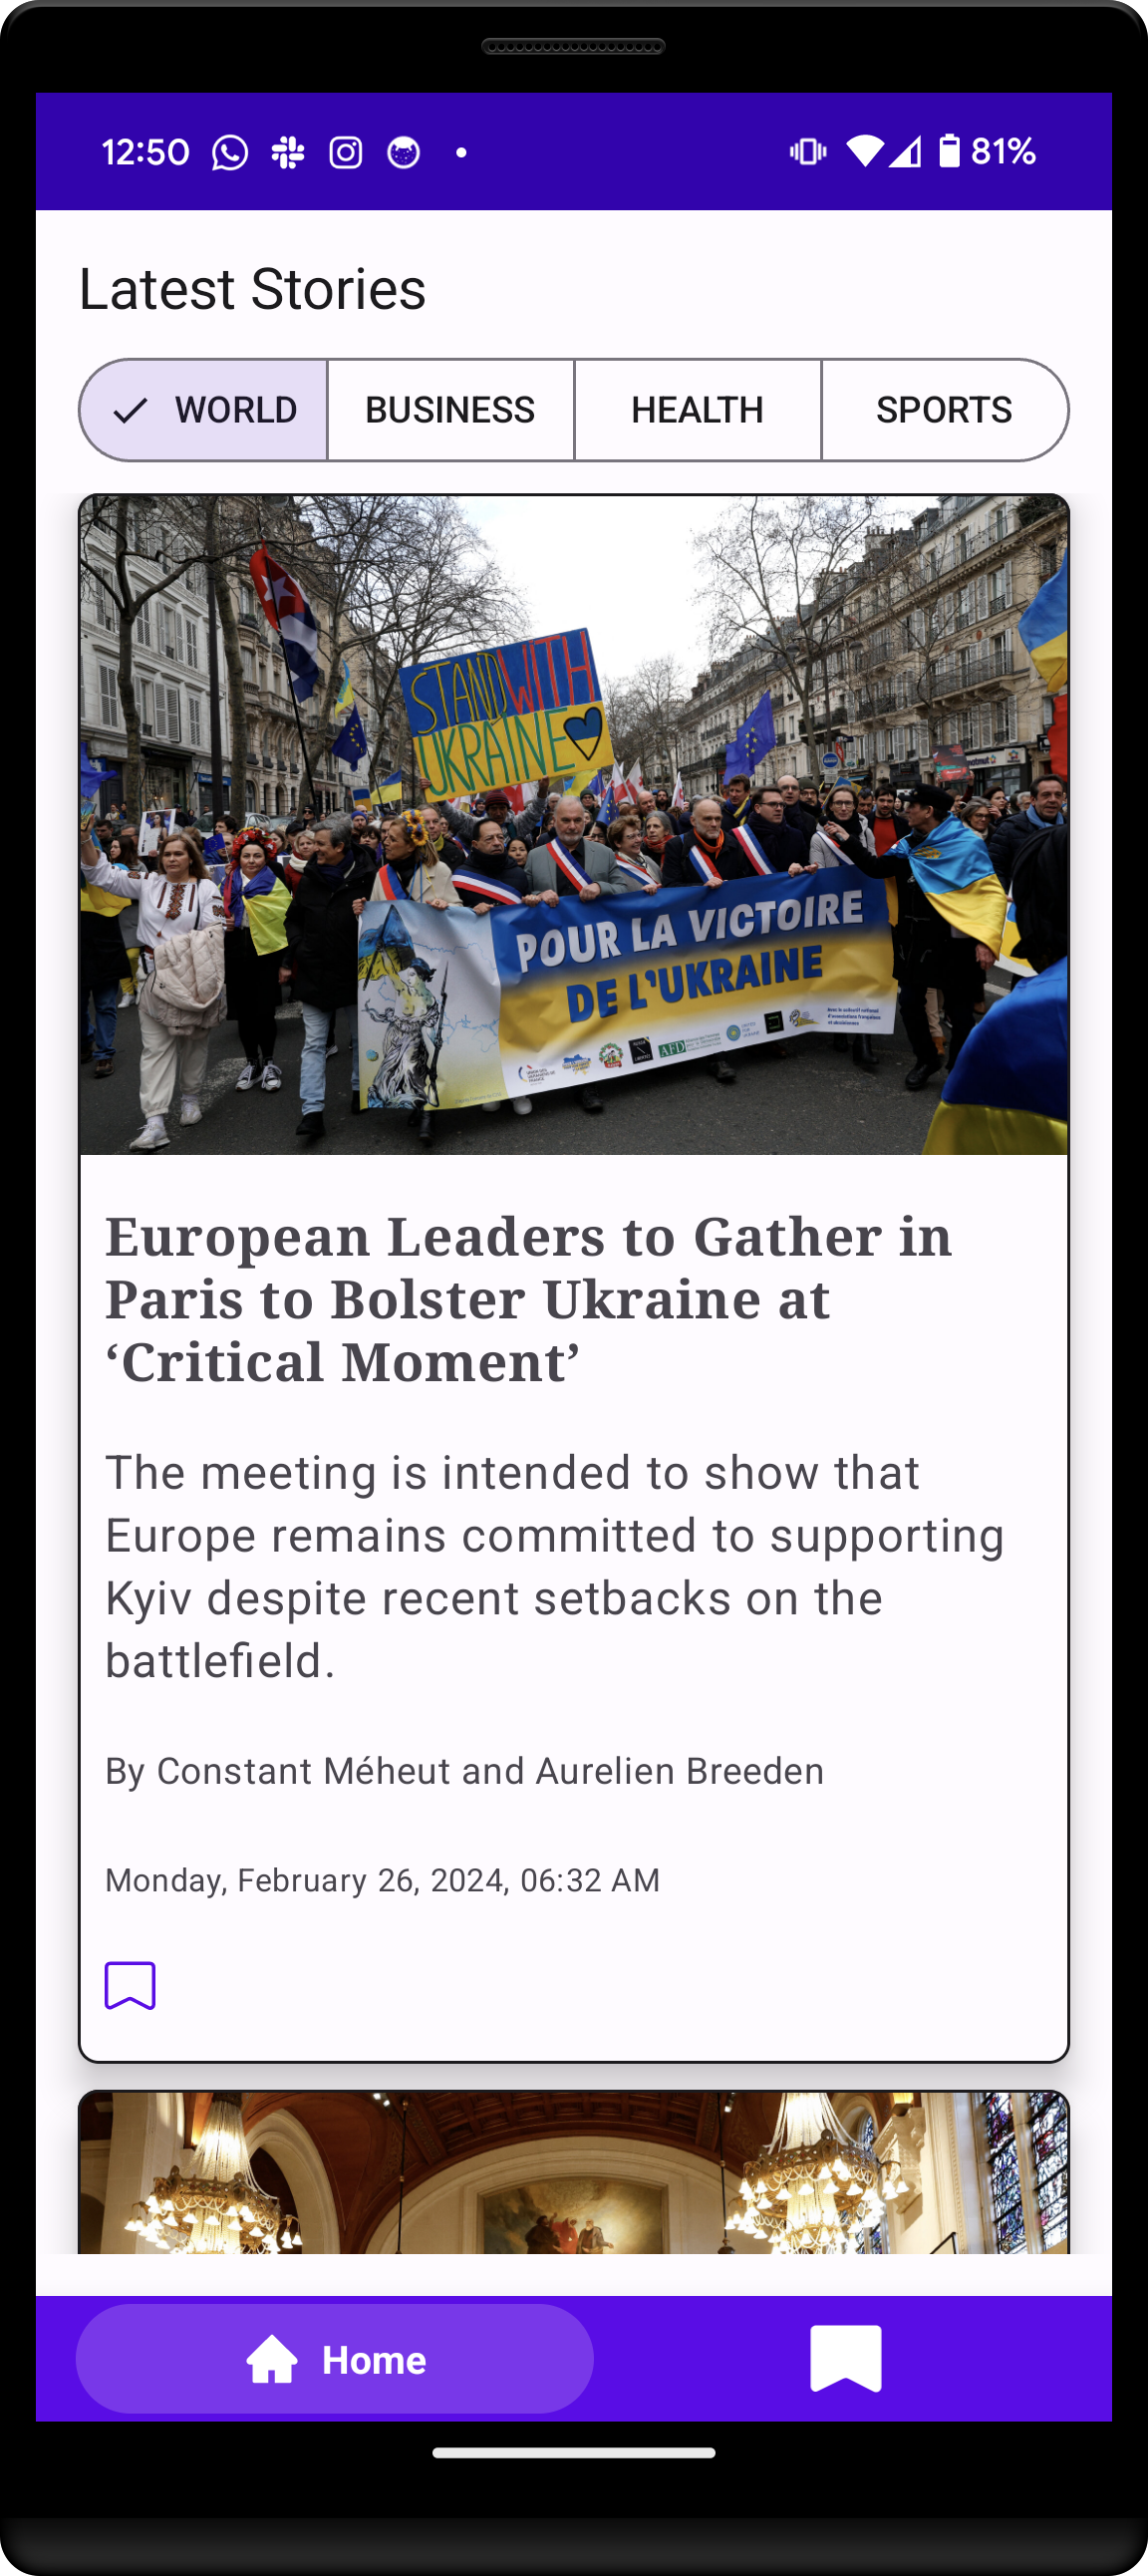 12:50
81%
Latest Stories
WORLD
BUSINESS
HEALTH
SPORTS
STAND WITH
UKRAINE
POUR LA VICTOIRE
DE L'UKRAINE
AFD
European Leaders to Gather in
Paris to Bolster Ukraine at
‘Critical Moment’
The meeting is intended to show that
Europe remains committed to supporting
Kyiv despite recent setbacks on the
battlefield.
By Constant Méheut and Aurelien Breeden
Monday, February 26, 2024, 06:32 AM
Home